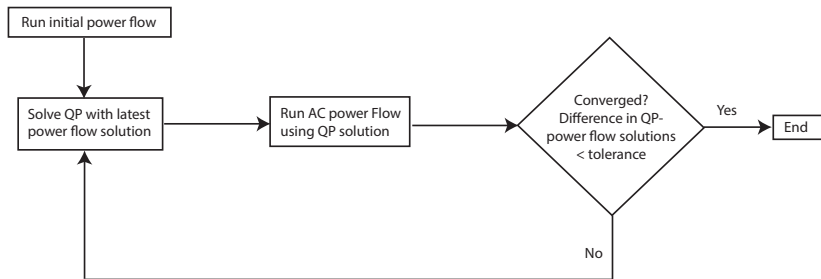 Run initial power flow
Solve QP with latest
power flow solution
Run AC power Flow
using QP solution
Converged?
Difference in QP-
power flow solutions
< tolerance
Yes
End
No